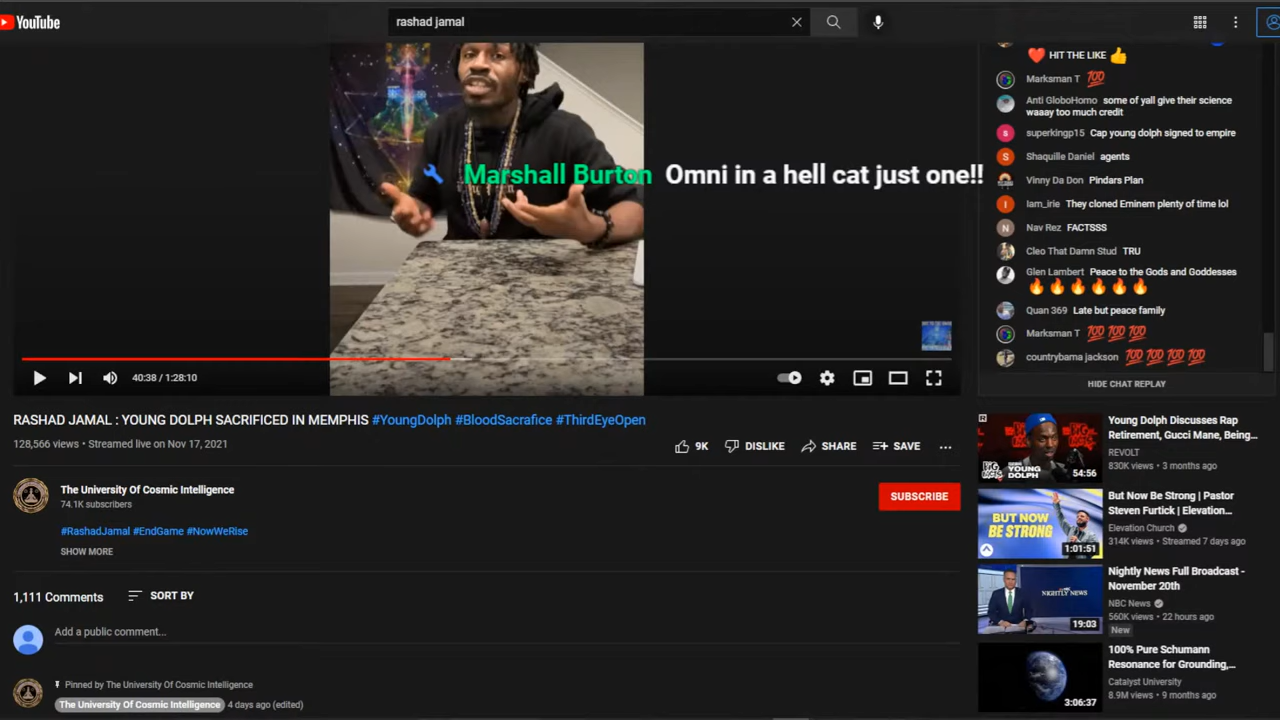 YouTube
rashad jamal
HIT THE LIKE
Marksman T 💯
Anti GloboHomo some of yall give their science
waaay too much credit
superkingp15 Cap young dolph signed to empire
Shaquille Daniel agents
Vinny Da Don Pindars Plan
Iam_irie They cloned Eminem plenty of time lol
Nav Rez FACTSSS
Cleo That Damn Stud TRU
Glen Lambert Peace to the Gods and Goddesses
Quan 369 Late but peace family
Marksman T 💯💯💯
countrybama jackson 💯💯💯💯
HIDE CHAT REPLAY
Marshall Burton Omni in a hell cat just one!!
40:38 / 1:28:10
RASHAD JAMAL : YOUNG DOLPH SACRIFICED IN MEMPHIS #YoungDolph #BloodSacrafice #ThirdEyeOpen
128,566 views • Streamed live on Nov 17, 2021
9K DISLIKE SHARE SAVE
The University Of Cosmic Intelligence
74.1K subscribers
SUBSCRIBE
#RashadJamal #EndGame #NowWeRise
SHOW MORE
1,111 Comments SORT BY
Add a public comment...
Pinned by The University Of Cosmic Intelligence
The University Of Cosmic Intelligence 4 days ago (edited)
YOUNG
DOLPH
54:56
Young Dolph Discusses Rap
Retirement, Gucci Mane, Being...
REVOLT
830K views • 3 months ago
BUT NOW
BE STRONG
1:01:51
But Now Be Strong | Pastor
Steven Furtick | Elevation...
Elevation Church
314K views • Streamed 7 days ago
NIGHTLY NEWS
19:03
Nightly News Full Broadcast -
November 20th
NBC News
560K views • 22 hours ago
New
3:06:37
100% Pure Schumann
Resonance for Grounding,...
Catalyst University
8.9M views • 9 months ago